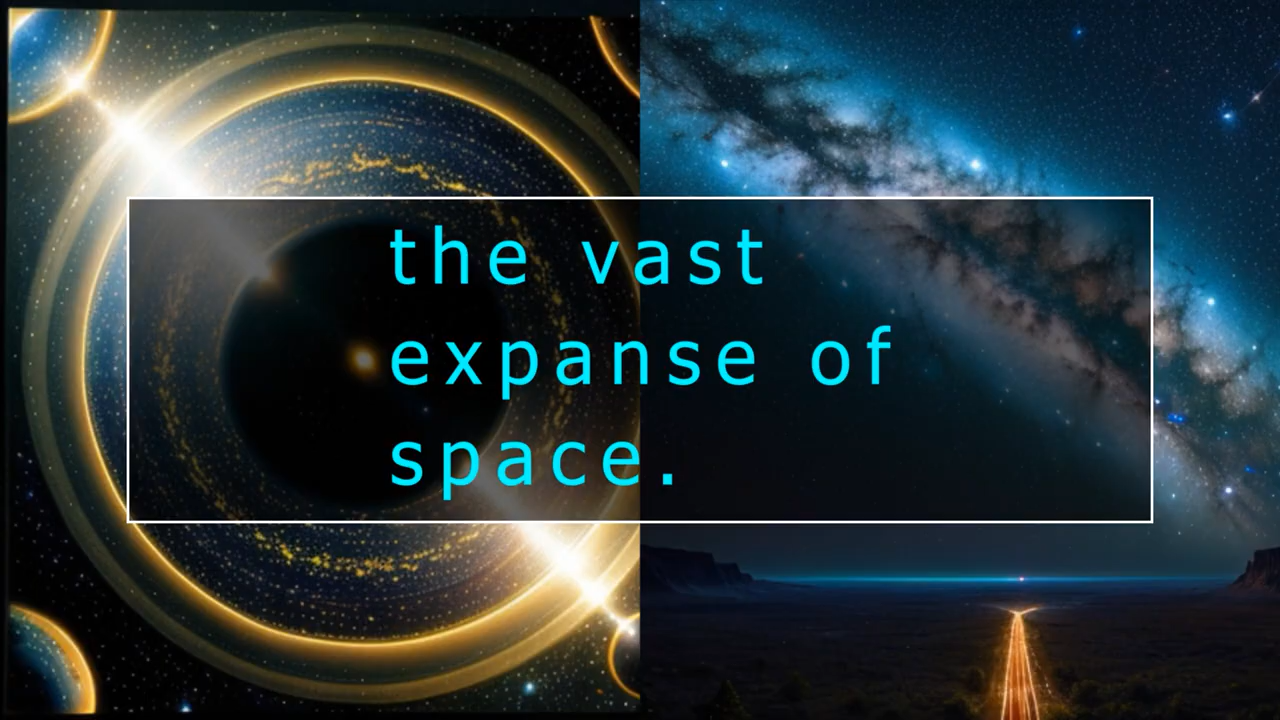 the vast
expanse of
space.